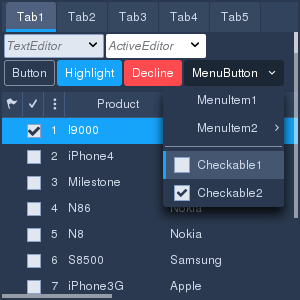 Tab1 Tab2 Tab3 Tab4 Tab5
TextEditor ActiveEditor
Button Highlight Decline MenuButton
Product
MenuItem1
MenuItem2
Checkable1
Checkable2
1 I9000
2 iPhone4
3 Milestone
4 N86 Nokia
5 N8 Nokia
6 S8500 Samsung
7 iPhone3G Apple